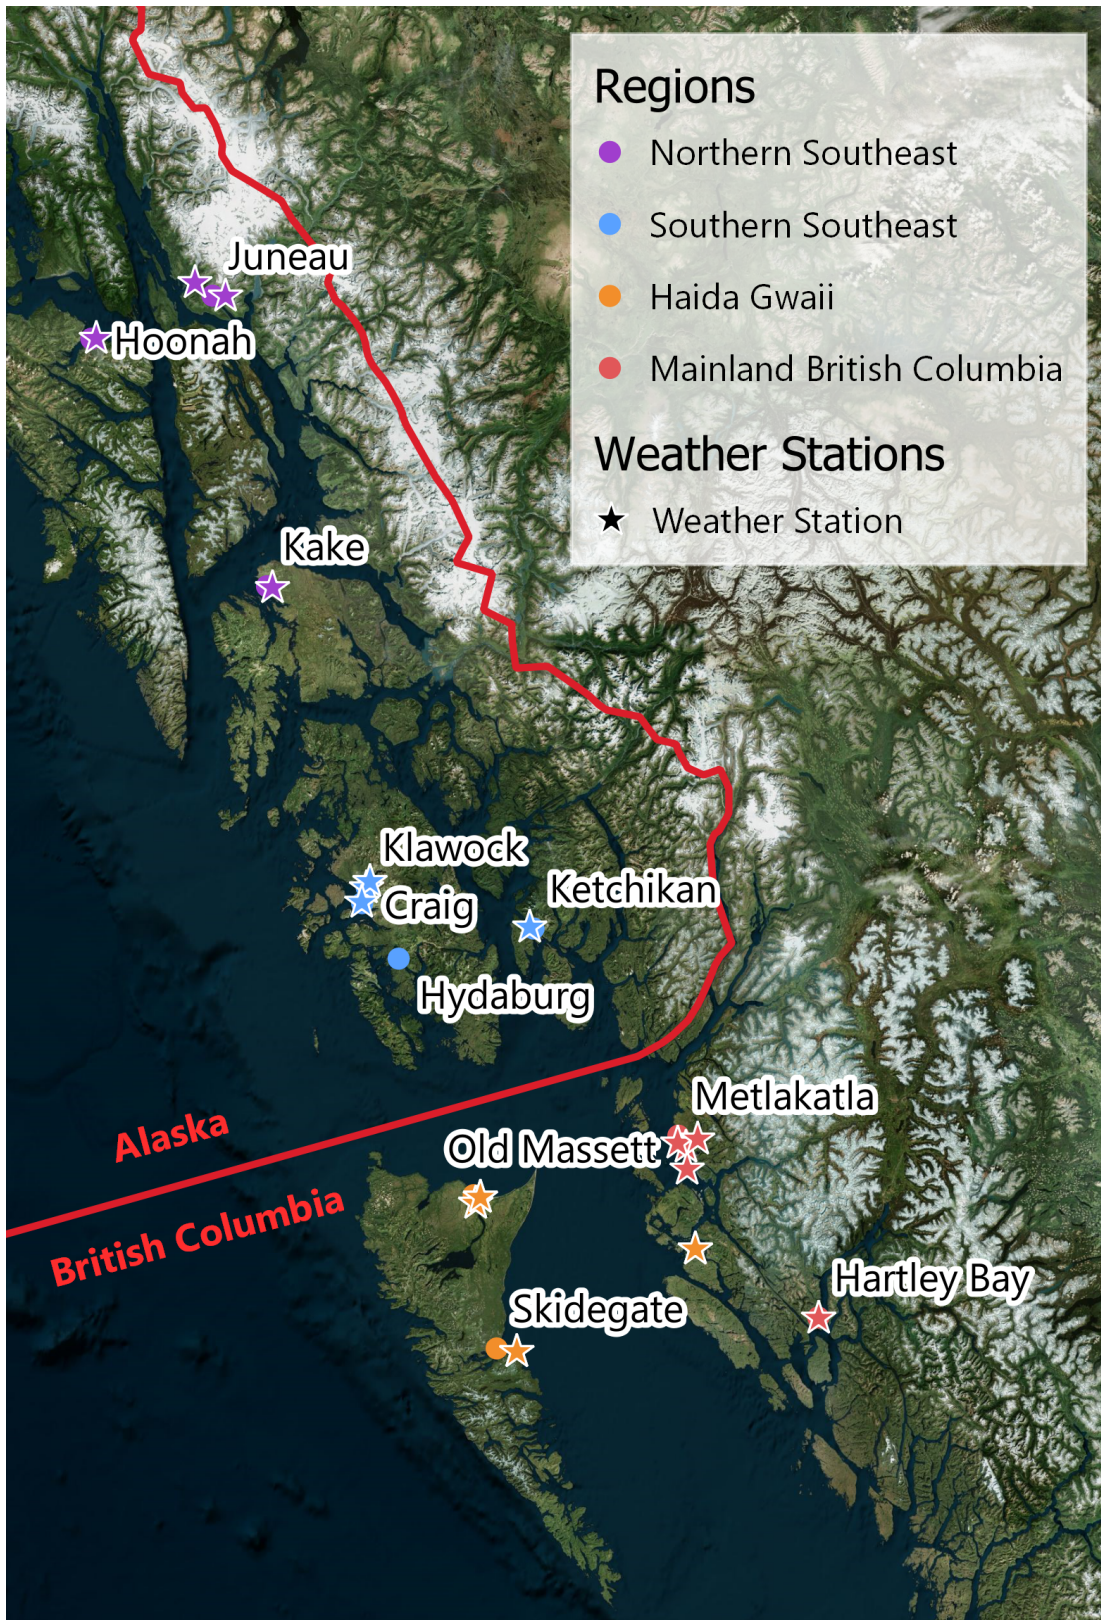 Regions
Northern Southeast
Southern Southeast
Haida Gwaii
Mainland British Columbia
Weather Stations
Weather Station
Juneau
Hoonah
Kake
Klawock
Craig
Ketchikan
Hydaburg
Alaska
British Columbia
Metlakatla
Old Massett
Skidegate
Hartley Bay